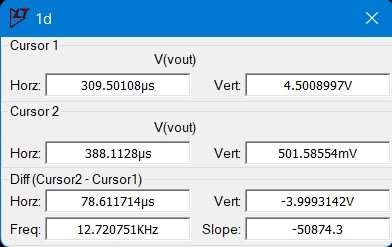 1d
Cursor 1
V(vout)
Horz: 309.50108µs Vert: 4.5008997V
Cursor 2
V(vout)
Horz: 388.1128µs Vert: 501.58554mV
Diff (Cursor2 - Cursor1)
Horz: 78.611714µs Vert: -3.9993142V
Freq: 12.720751KHz Slope: -50874.3